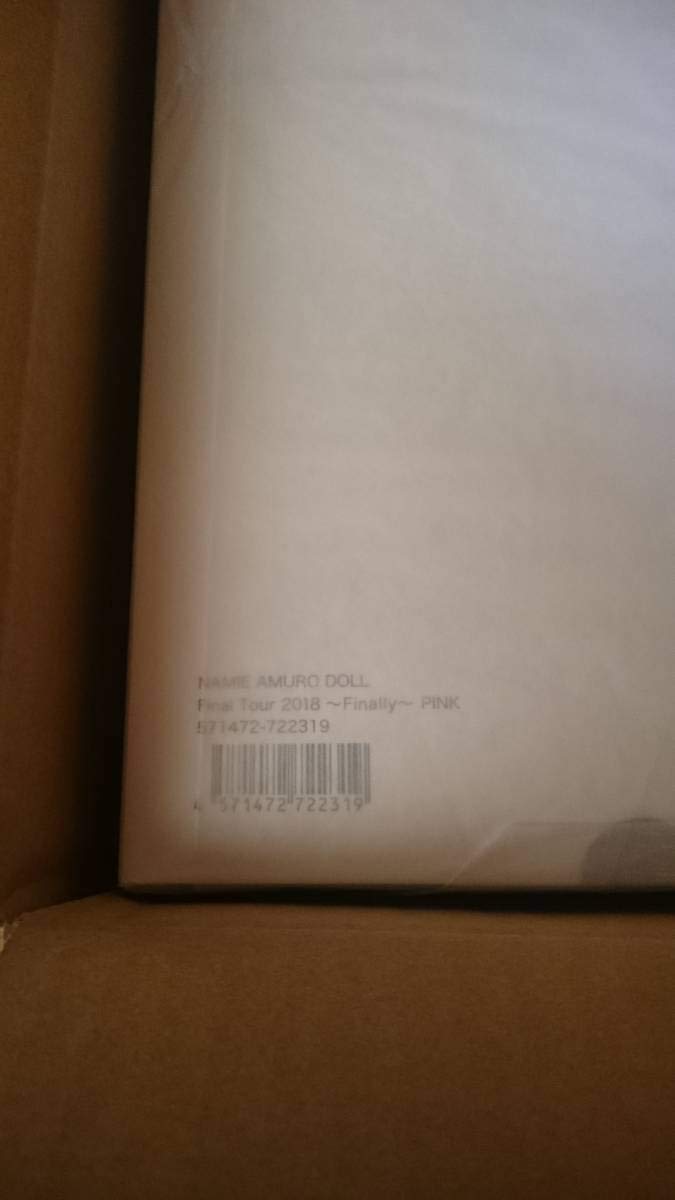 NAMIE AMURO DOLL
Final Tour 2018 ～Finally～ PINK
571472-722319
4 571472 722319